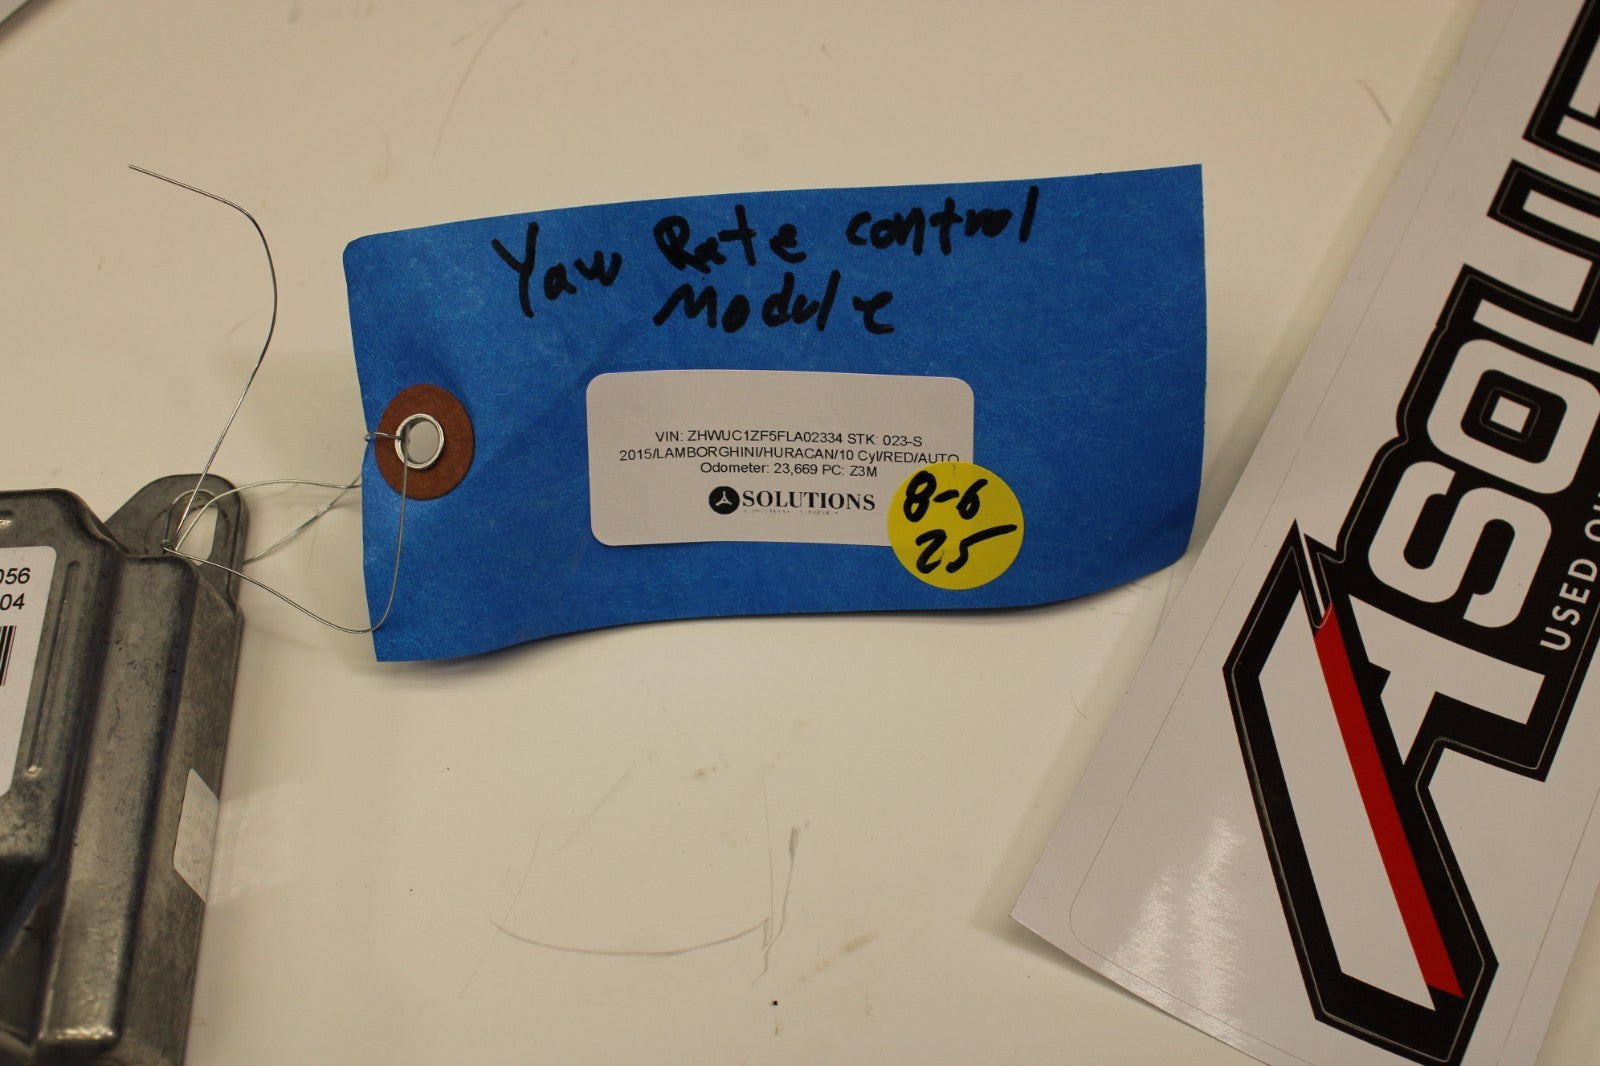 Yaw Rate control
Module
VIN: ZHWUC1ZF5FLA02334 STK: 023-S
2015/LAMBORGHINI/HURACAN/10 Cyl/RED/AUTO
Odometer: 23,669 PC: Z3M
SOLUTIONS
8-6
25
056
04
SOLU
USED